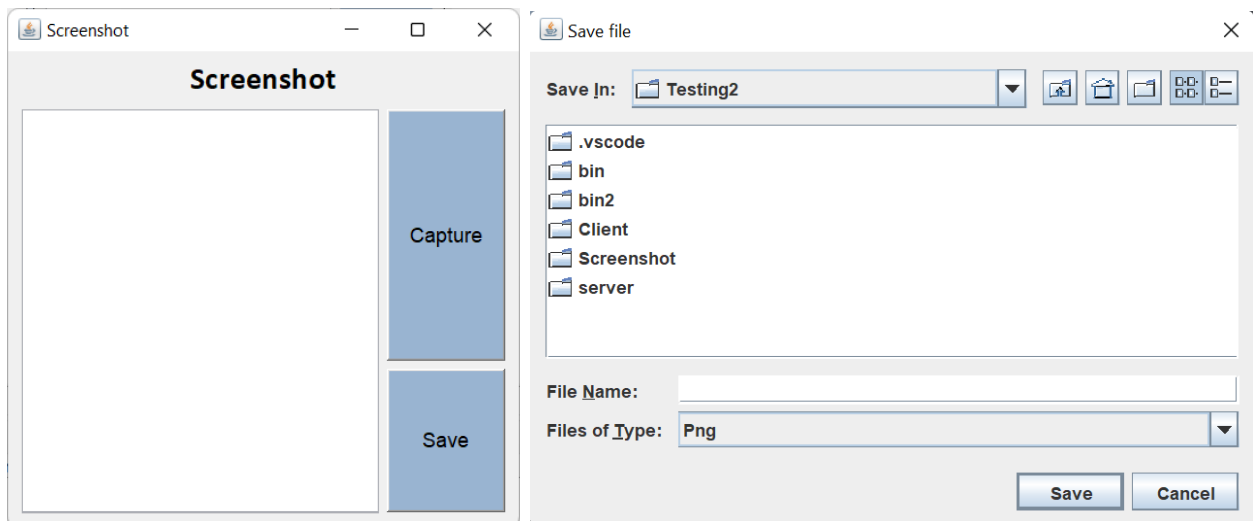 Screenshot
Screenshot
Capture
Save
Save file
Save In: Testing2
.vscode
bin
bin2
Client
Screenshot
server
File Name:
Files of Type: Png
Save Cancel